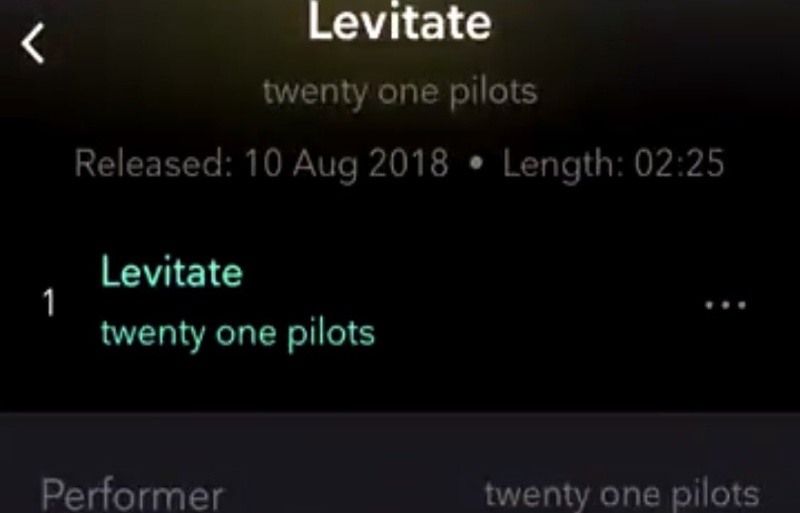 Levitate
twenty one pilots
Released: 10 Aug 2018 • Length: 02:25
1
Levitate
twenty one pilots
Performer
twenty one pilots